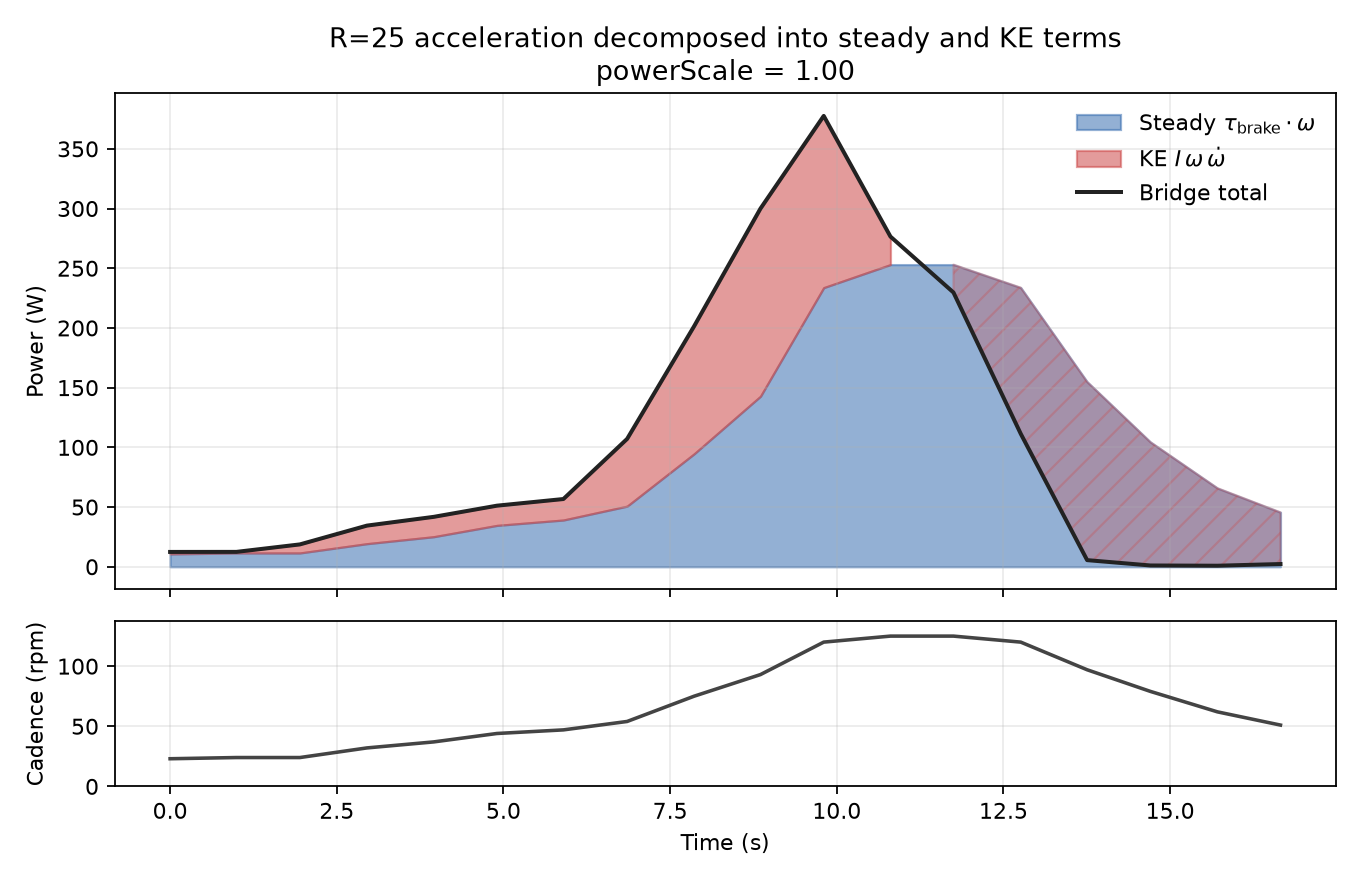 R=25 acceleration decomposed into steady and KE terms
powerScale = 1.00
Steady τbrake · ω
KE I ω ω̇
Bridge total
Power (W)
350
300
250
200
150
100
50
0
Cadence (rpm)
100
50
0
0.0 2.5 5.0 7.5 10.0 12.5 15.0
Time (s)